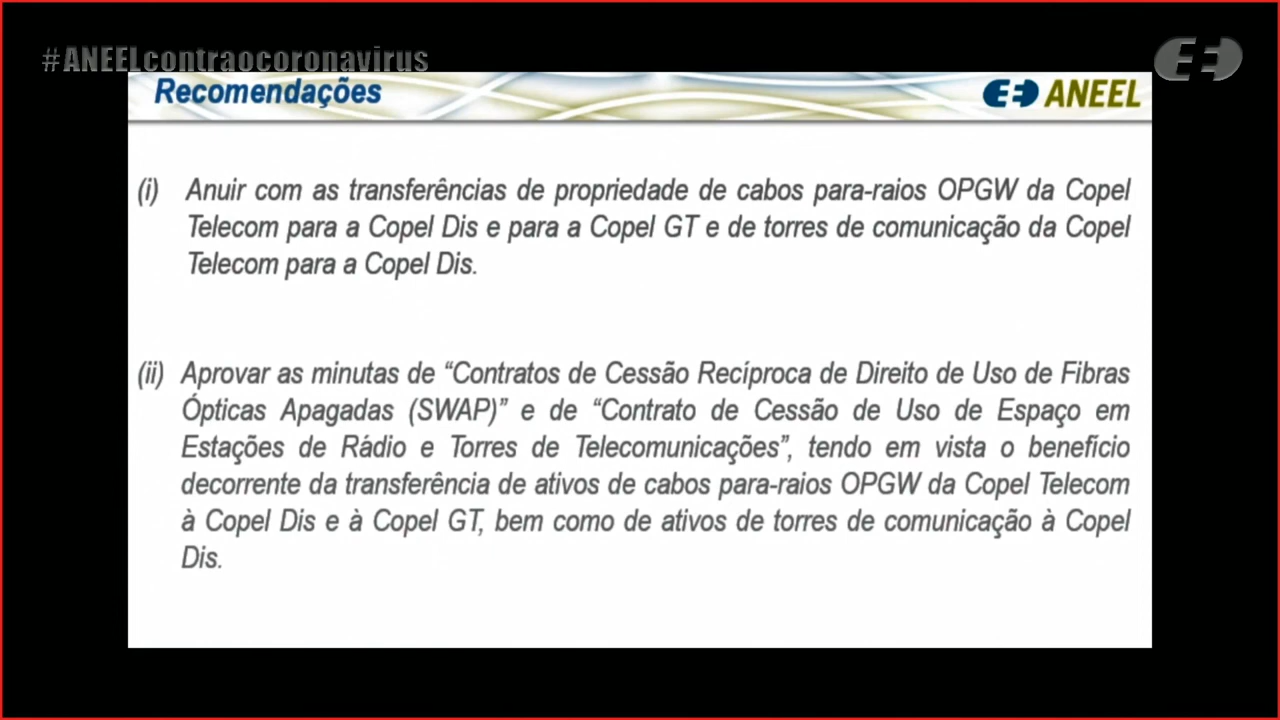 #ANEELcontraocoronavirus
Recomendações
ANEEL
(i) Anuir com as transferências de propriedade de cabos para-raios OPGW da Copel
Telecom para a Copel Dis e para a Copel GT e de torres de comunicação da Copel
Telecom para a Copel Dis.
(ii) Aprovar as minutas de “Contratos de Cessão Recíproca de Direito de Uso de Fibras
Ópticas Apagadas (SWAP)” e de “Contrato de Cessão de Uso de Espaço em
Estações de Rádio e Torres de Telecomunicações”, tendo em vista o benefício
decorrente da transferência de ativos de cabos para-raios OPGW da Copel Telecom
à Copel Dis e à Copel GT, bem como de ativos de torres de comunicação à Copel
Dis.